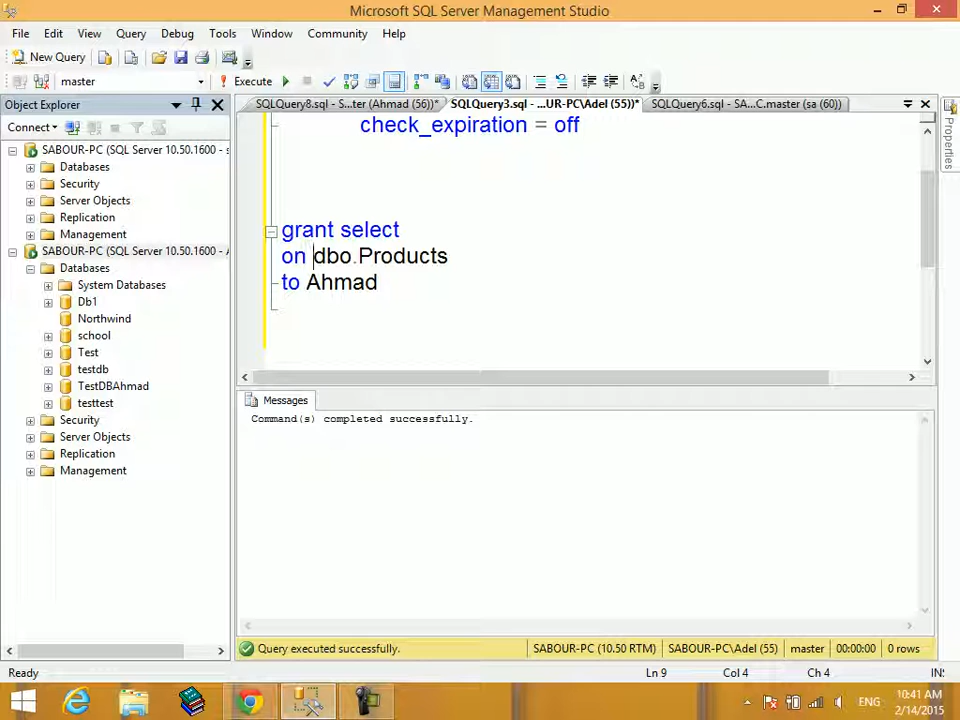 Microsoft SQL Server Management Studio
File Edit View Query Debug Tools Window Community Help
New Query
master Execute
Object Explorer
SQLQuery8.sql - S...ter (Ahmad (56))* SQLQuery3.sql - ...UR-PC\Adel (55))* SQLQuery6.sql - SA...C.master (sa (60))
Connect
SABOUR-PC (SQL Server 10.50.1600 - s
Databases
Security
Server Objects
Replication
Management
SABOUR-PC (SQL Server 10.50.1600 - A
Databases
System Databases
Db1
Northwind
school
Test
testdb
TestDBAhmad
testtest
Security
Server Objects
Replication
Management
check_expiration = off
grant select
on dbo.Products
to Ahmad
Properties
Messages
Command(s) completed successfully.
Query executed successfully. SABOUR-PC (10.50 RTM) SABOUR-PC\Adel (55) master 00:00:00 0 rows
Ready Ln 9 Col 4 Ch 4 INS
ENG
10:41 AM
2/14/2015